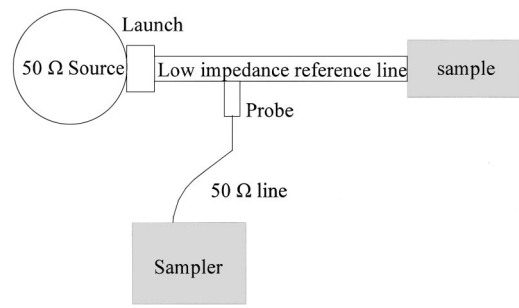 Launch
50 Ω Source
Low impedance reference line
sample
Probe
50 Ω line
Sampler